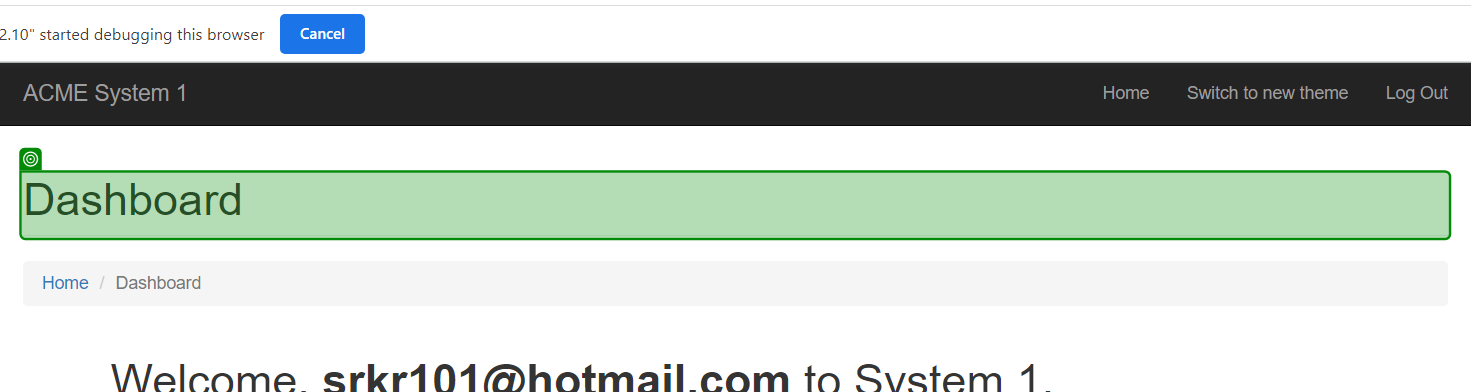 2.10" started debugging this browser Cancel
ACME System 1 Home Switch to new theme Log Out
Dashboard
Home / Dashboard
Welcome, srkr101@hotmail.com to System 1.